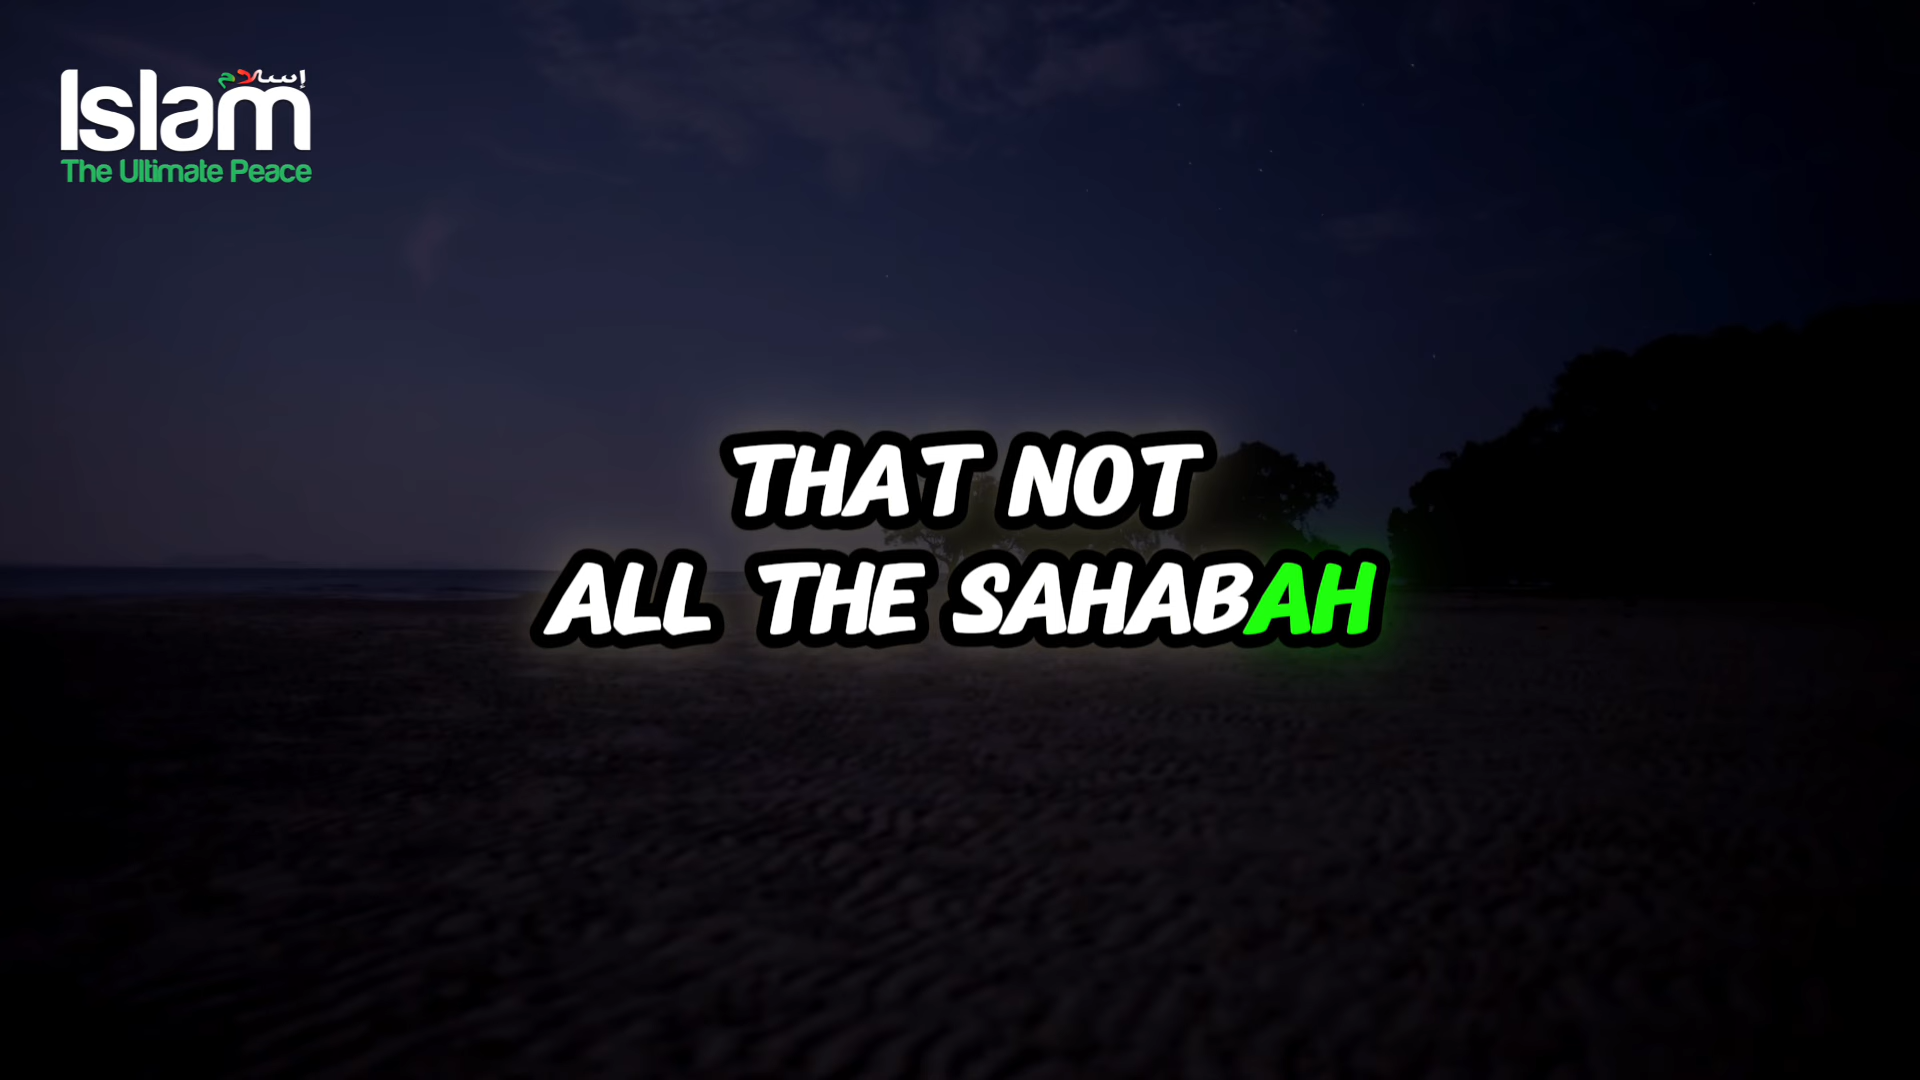 إسلام
Islam
The Ultimate Peace
THAT NOT
ALL THE SAHABAH